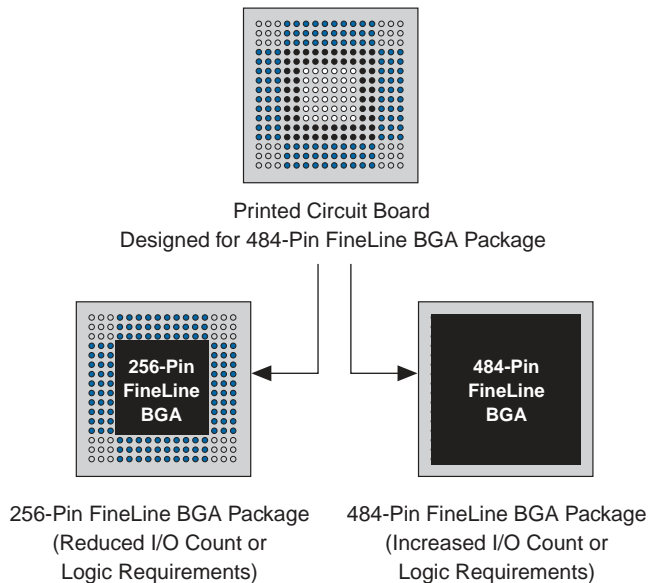 Printed Circuit Board
Designed for 484-Pin FineLine BGA Package
256-Pin
FineLine
BGA
484-Pin
FineLine
BGA
256-Pin FineLine BGA Package
(Reduced I/O Count or
Logic Requirements)
484-Pin FineLine BGA Package
(Increased I/O Count or
Logic Requirements)